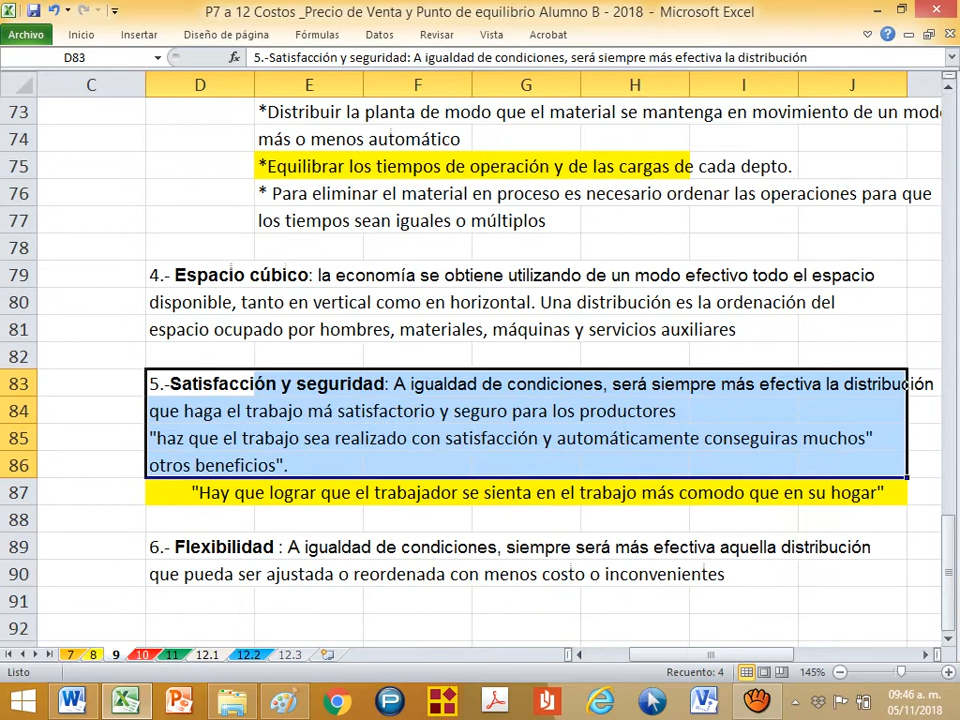 P7 a 12 Costos _Precio de Venta y Punto de equilibrio Alumno B - 2018 - Microsoft Excel
Archivo Inicio Insertar Diseño de página Fórmulas Datos Revisar Vista Acrobat
D83 fx 5.-Satisfacción y seguridad: A igualdad de condiciones, será siempre más efectiva la distribución
C D E F G H I J
73 *Distribuir la planta de modo que el material se mantenga en movimiento de un modo
74 más o menos automático
75 *Equilibrar los tiempos de operación y de las cargas de cada depto.
76 * Para eliminar el material en proceso es necesario ordenar las operaciones para que
77 los tiempos sean iguales o múltiplos
78
79 4.- Espacio cúbico: la economía se obtiene utilizando de un modo efectivo todo el espacio
80 disponible, tanto en vertical como en horizontal. Una distribución es la ordenación del
81 espacio ocupado por hombres, materiales, máquinas y servicios auxiliares
82
83 5.-Satisfacción y seguridad: A igualdad de condiciones, será siempre más efectiva la distribución
84 que haga el trabajo má satisfactorio y seguro para los productores
85 "haz que el trabajo sea realizado con satisfacción y automáticamente conseguiras muchos"
86 otros beneficios".
87 "Hay que lograr que el trabajador se sienta en el trabajo más comodo que en su hogar"
88
89 6.- Flexibilidad : A igualdad de condiciones, siempre será más efectiva aquella distribución
90 que pueda ser ajustada o reordenada con menos costo o inconvenientes
91
92
7 8 9 10 11 12.1 12.2 12.3
Listo Recuento: 4 145%
09:46 a. m.
05/11/2018